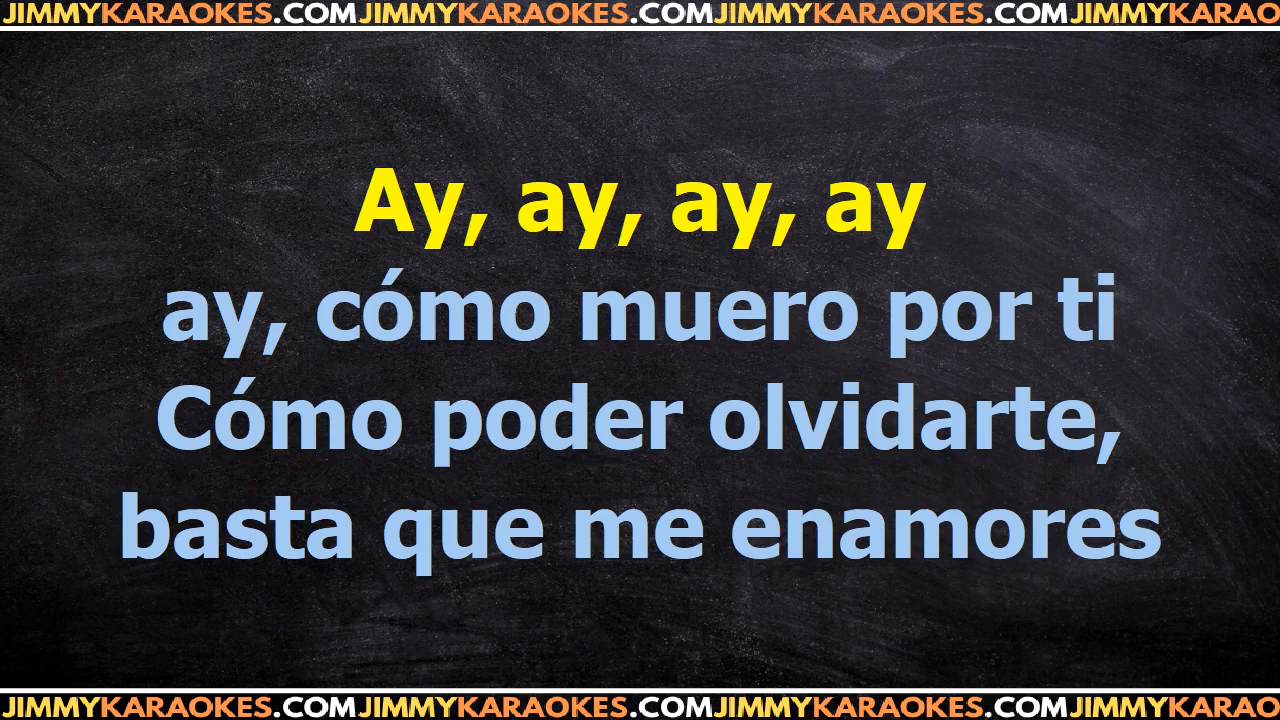 JIMMYKARAOKES.COMJIMMYKARAOKES.COMJIMMYKARAOKES.COMJIMMYKARAO
Ay, ay, ay, ay
ay, cómo muero por ti
Cómo poder olvidarte,
basta que me enamores
JIMMYKARAOKES.COMJIMMYKARAOKES.COMJIMMYKARAOKES.COMJIMMYKARAO